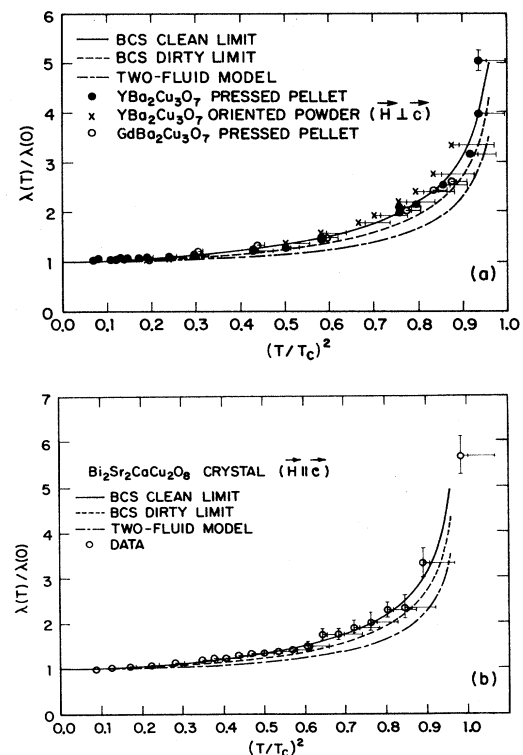 6
5
4
3
2
1
0
λ(T)/λ(0)
BCS CLEAN LIMIT
BCS DIRTY LIMIT
TWO-FLUID MODEL
YBa₂Cu₃O₇ PRESSED PELLET
YBa₂Cu₃O₇ ORIENTED POWDER (H⃗ ⊥ c⃗)
GdBa₂Cu₃O₇ PRESSED PELLET
(a)
0.0 0.1 0.2 0.3 0.4 0.5 0.6 0.7 0.8 0.9 1.0
(T/Tc)²
7
6
5
4
3
2
1
0
λ(T)/λ(0)
Bi₂Sr₂CaCu₂O₈ CRYSTAL (H⃗ || c⃗)
BCS CLEAN LIMIT
BCS DIRTY LIMIT
TWO-FLUID MODEL
DATA
(b)
0.0 0.1 0.2 0.3 0.4 0.5 0.6 0.7 0.8 0.9 1.0
(T/Tc)²